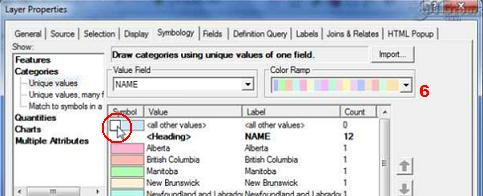 Layer Properties
General Source Selection Display Symbology Fields Definition Query Labels Joins & Relates HTML Popup
Show:
Features
Categories
Unique values
Unique values, many f
Match to symbols in a
Quantities
Charts
Multiple Attributes
Draw categories using unique values of one field.
Import...
Value Field
NAME
Color Ramp
6
Symbol Value Label Count
<all other values> <all other values> 0
<Heading> NAME 12
Alberta Alberta 1
British Columbia British Columbia 1
Manitoba Manitoba 1
New Brunswick New Brunswick 1
Newfoundland and Labrador Newfoundland and Labrador 1